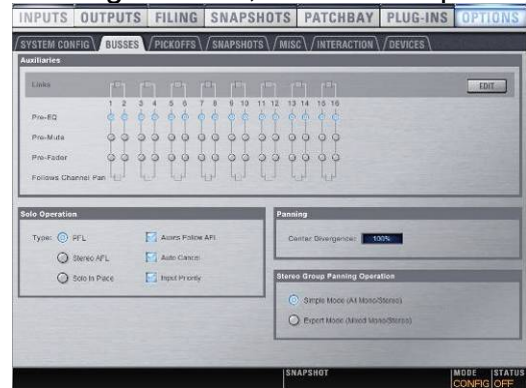 INPUTS OUTPUTS FILING SNAPSHOTS PATCHBAY PLUG-INS OPTIONS
SYSTEM CONFIG BUSSES PICKOFFS SNAPSHOTS MISC INTERACTION DEVICES
Auxiliaries
Links EDIT
1 2 3 4 5 6 7 8 9 10 11 12 13 14 15 16
Pre-EQ
Pre-Mute
Pre-Fader
Follows Channel Pan
Solo Operation
Type: PFL Auxes Follow AFL
Stereo AFL Auto Cancel
Solo In Place Input Priority
Panning
Center Divergence: 100%
Stereo Group Panning Operation
Simple Mode (All Mono/Stereo)
Expert Mode (Mixed Mono/Stereo)
SNAPSHOT MODE STATUS
CONFIG OFF